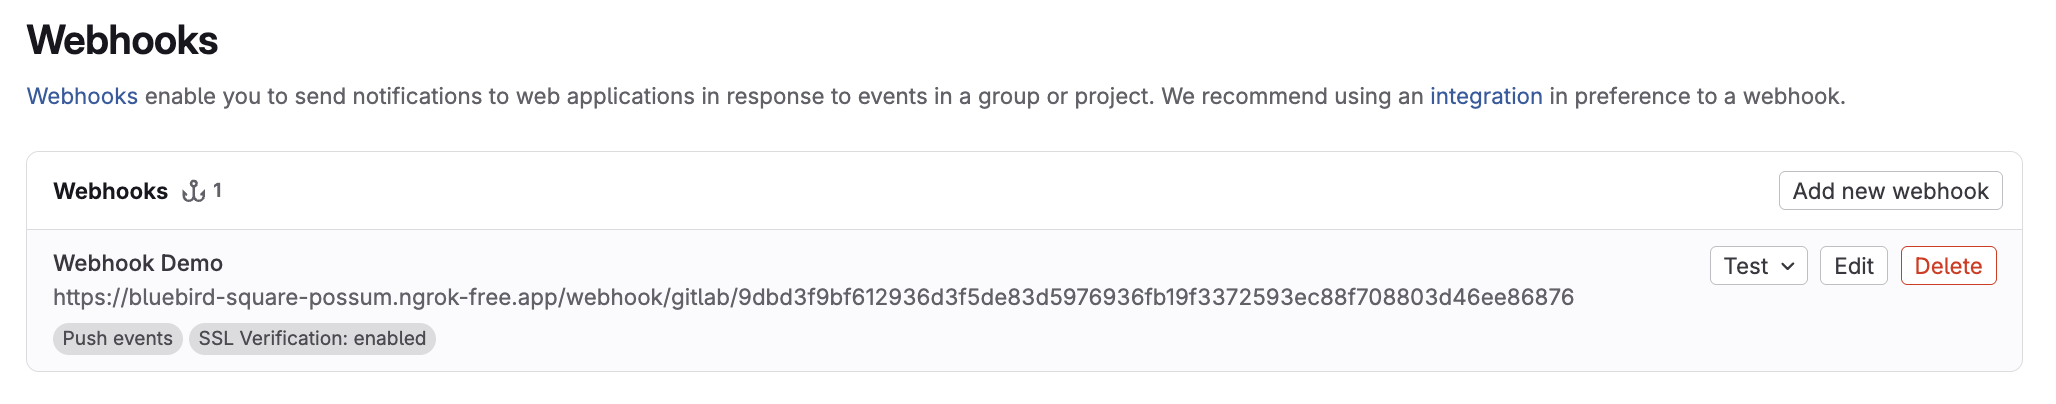 Webhooks
Webhooks enable you to send notifications to web applications in response to events in a group or project. We recommend using an integration in preference to a webhook.
Webhooks 1 Add new webhook
Webhook Demo Test Edit Delete
https://bluebird-square-possum.ngrok-free.app/webhook/gitlab/9dbd3f9bf612936d3f5de83d5976936fb19f3372593ec88f708803d46ee86876
Push events SSL Verification: enabled